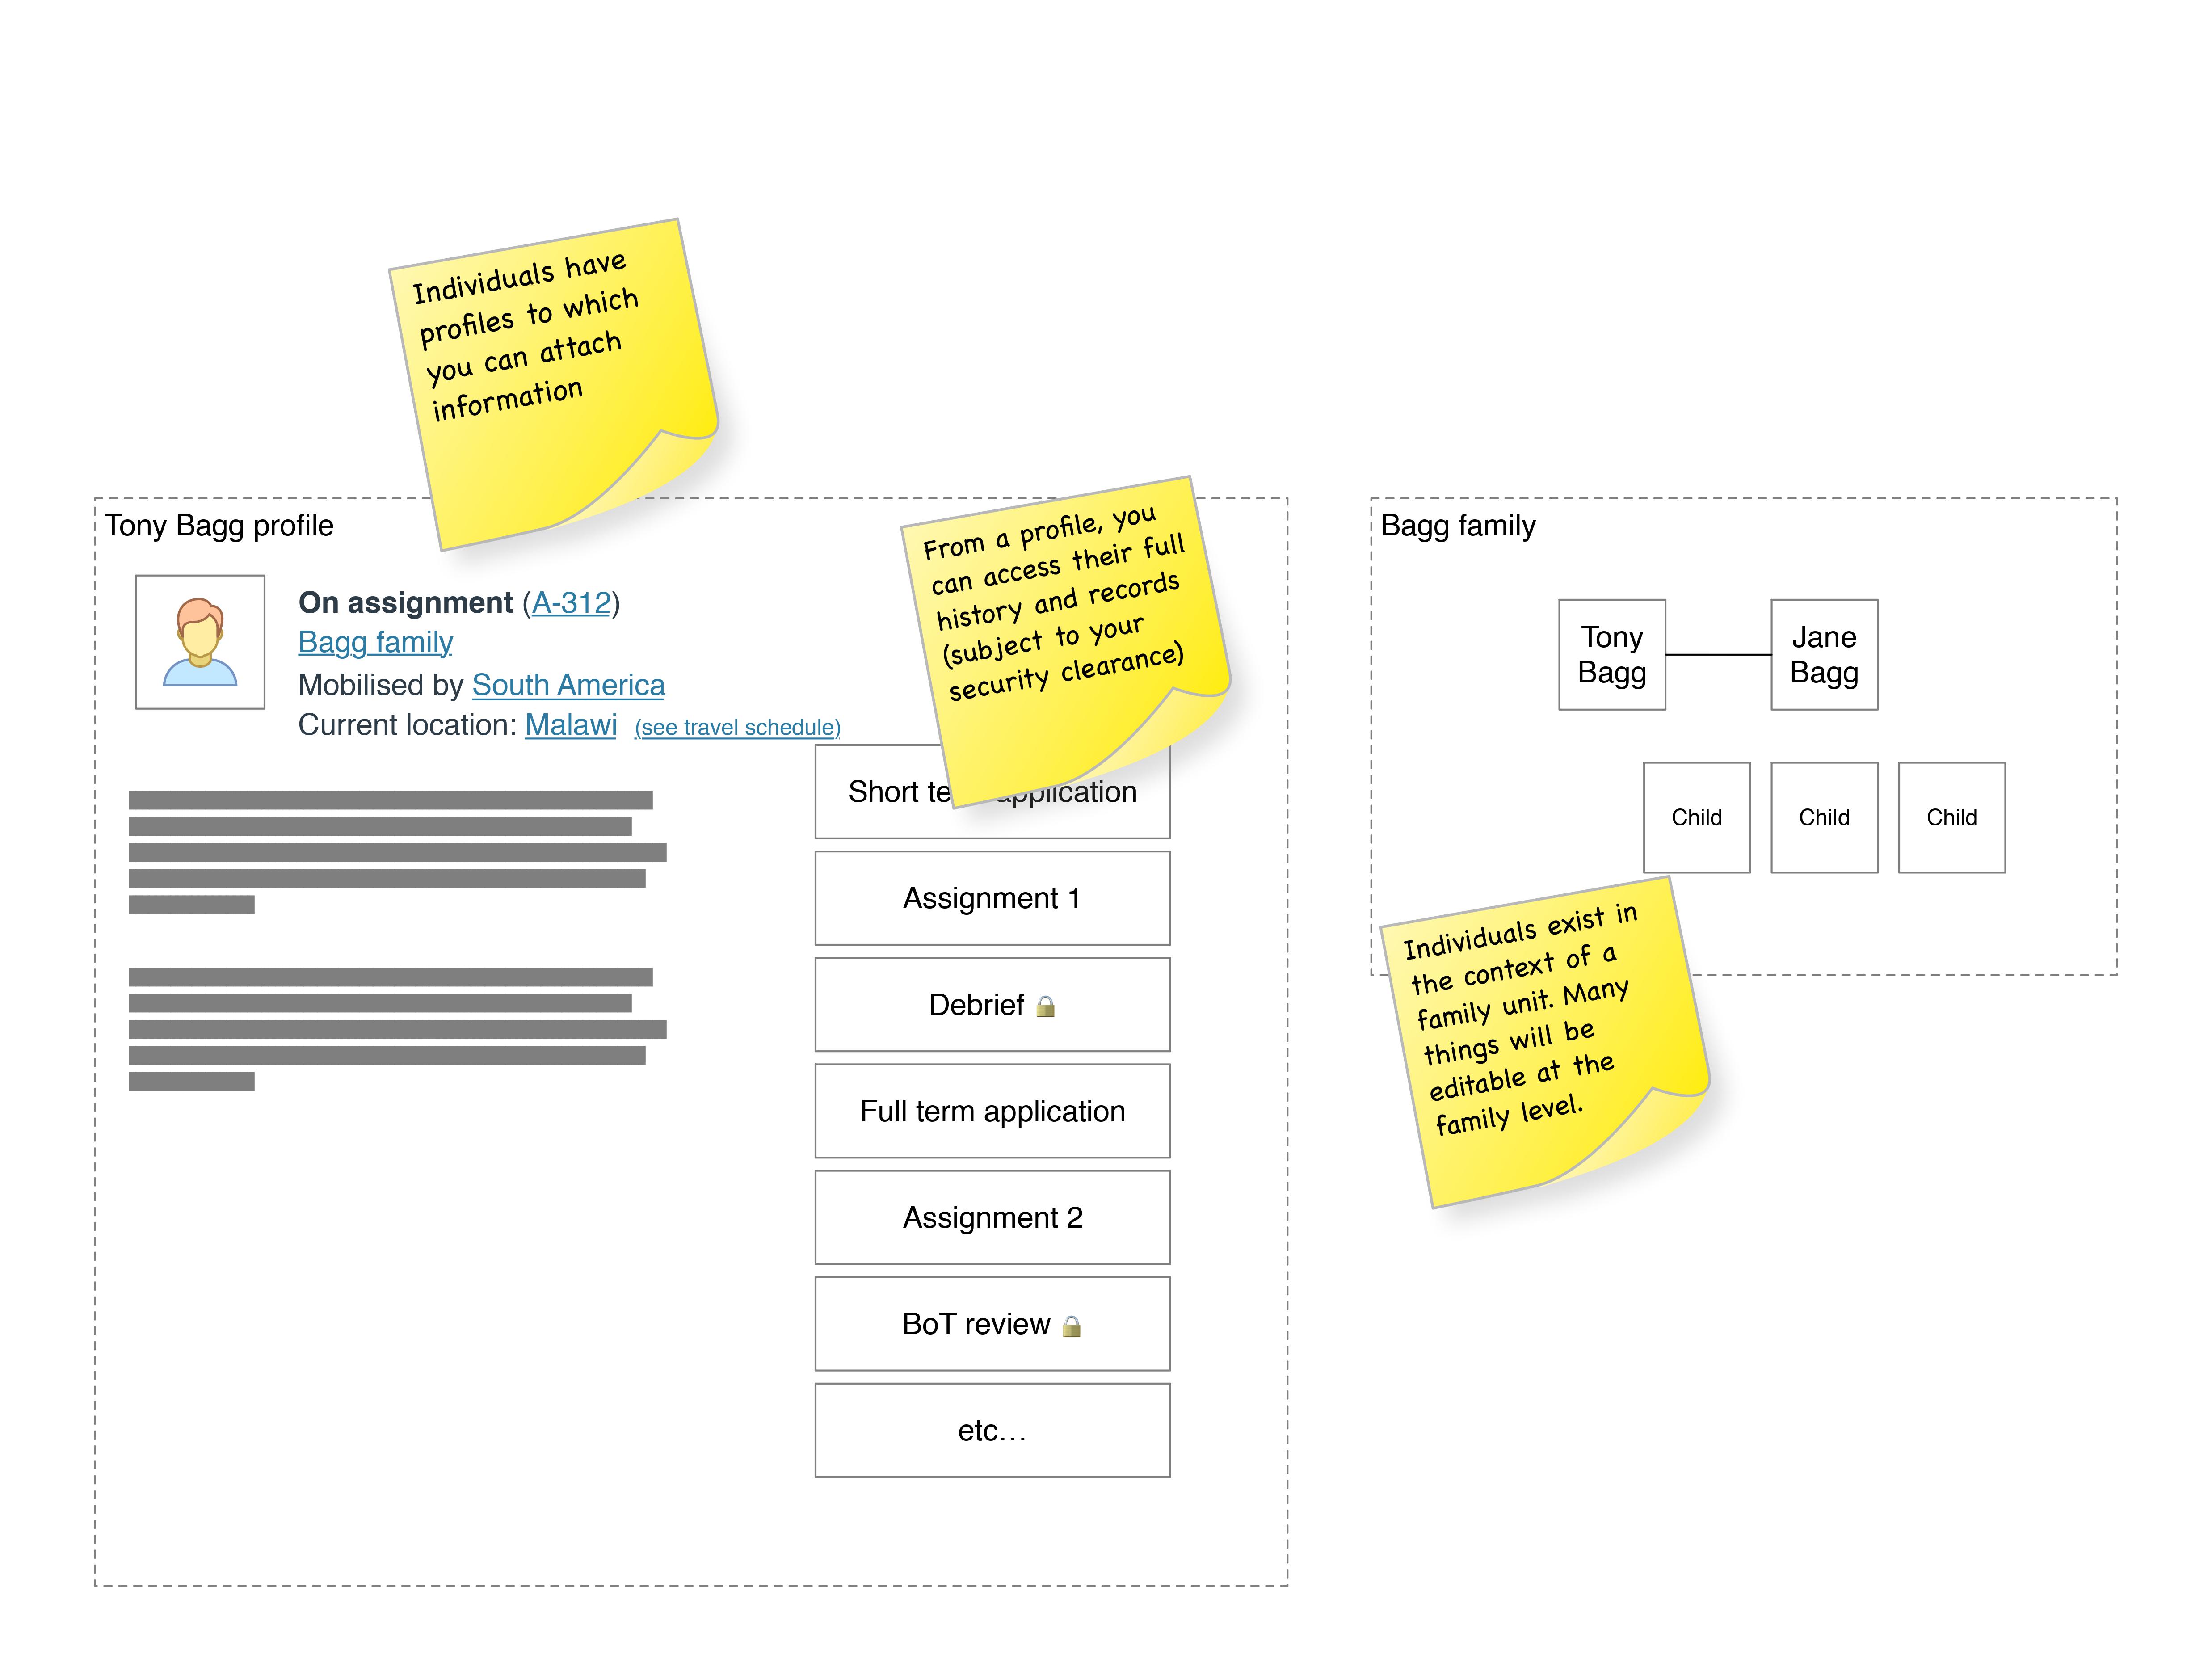 Individuals have
profiles to which
you can attach
information
Tony Bagg profile
On assignment (A-312)
Bagg family
Mobilised by South America
Current location: Malawi (see travel schedule)
From a profile, you
can access their full
history and records
(subject to your
security clearance)
Short te application
Assignment 1
Debrief
Full term application
Assignment 2
BoT review
etc…
Bagg family
Tony
Bagg
Jane
Bagg
Child
Child
Child
Individuals exist in
the context of a
family unit. Many
things will be
editable at the
family level.